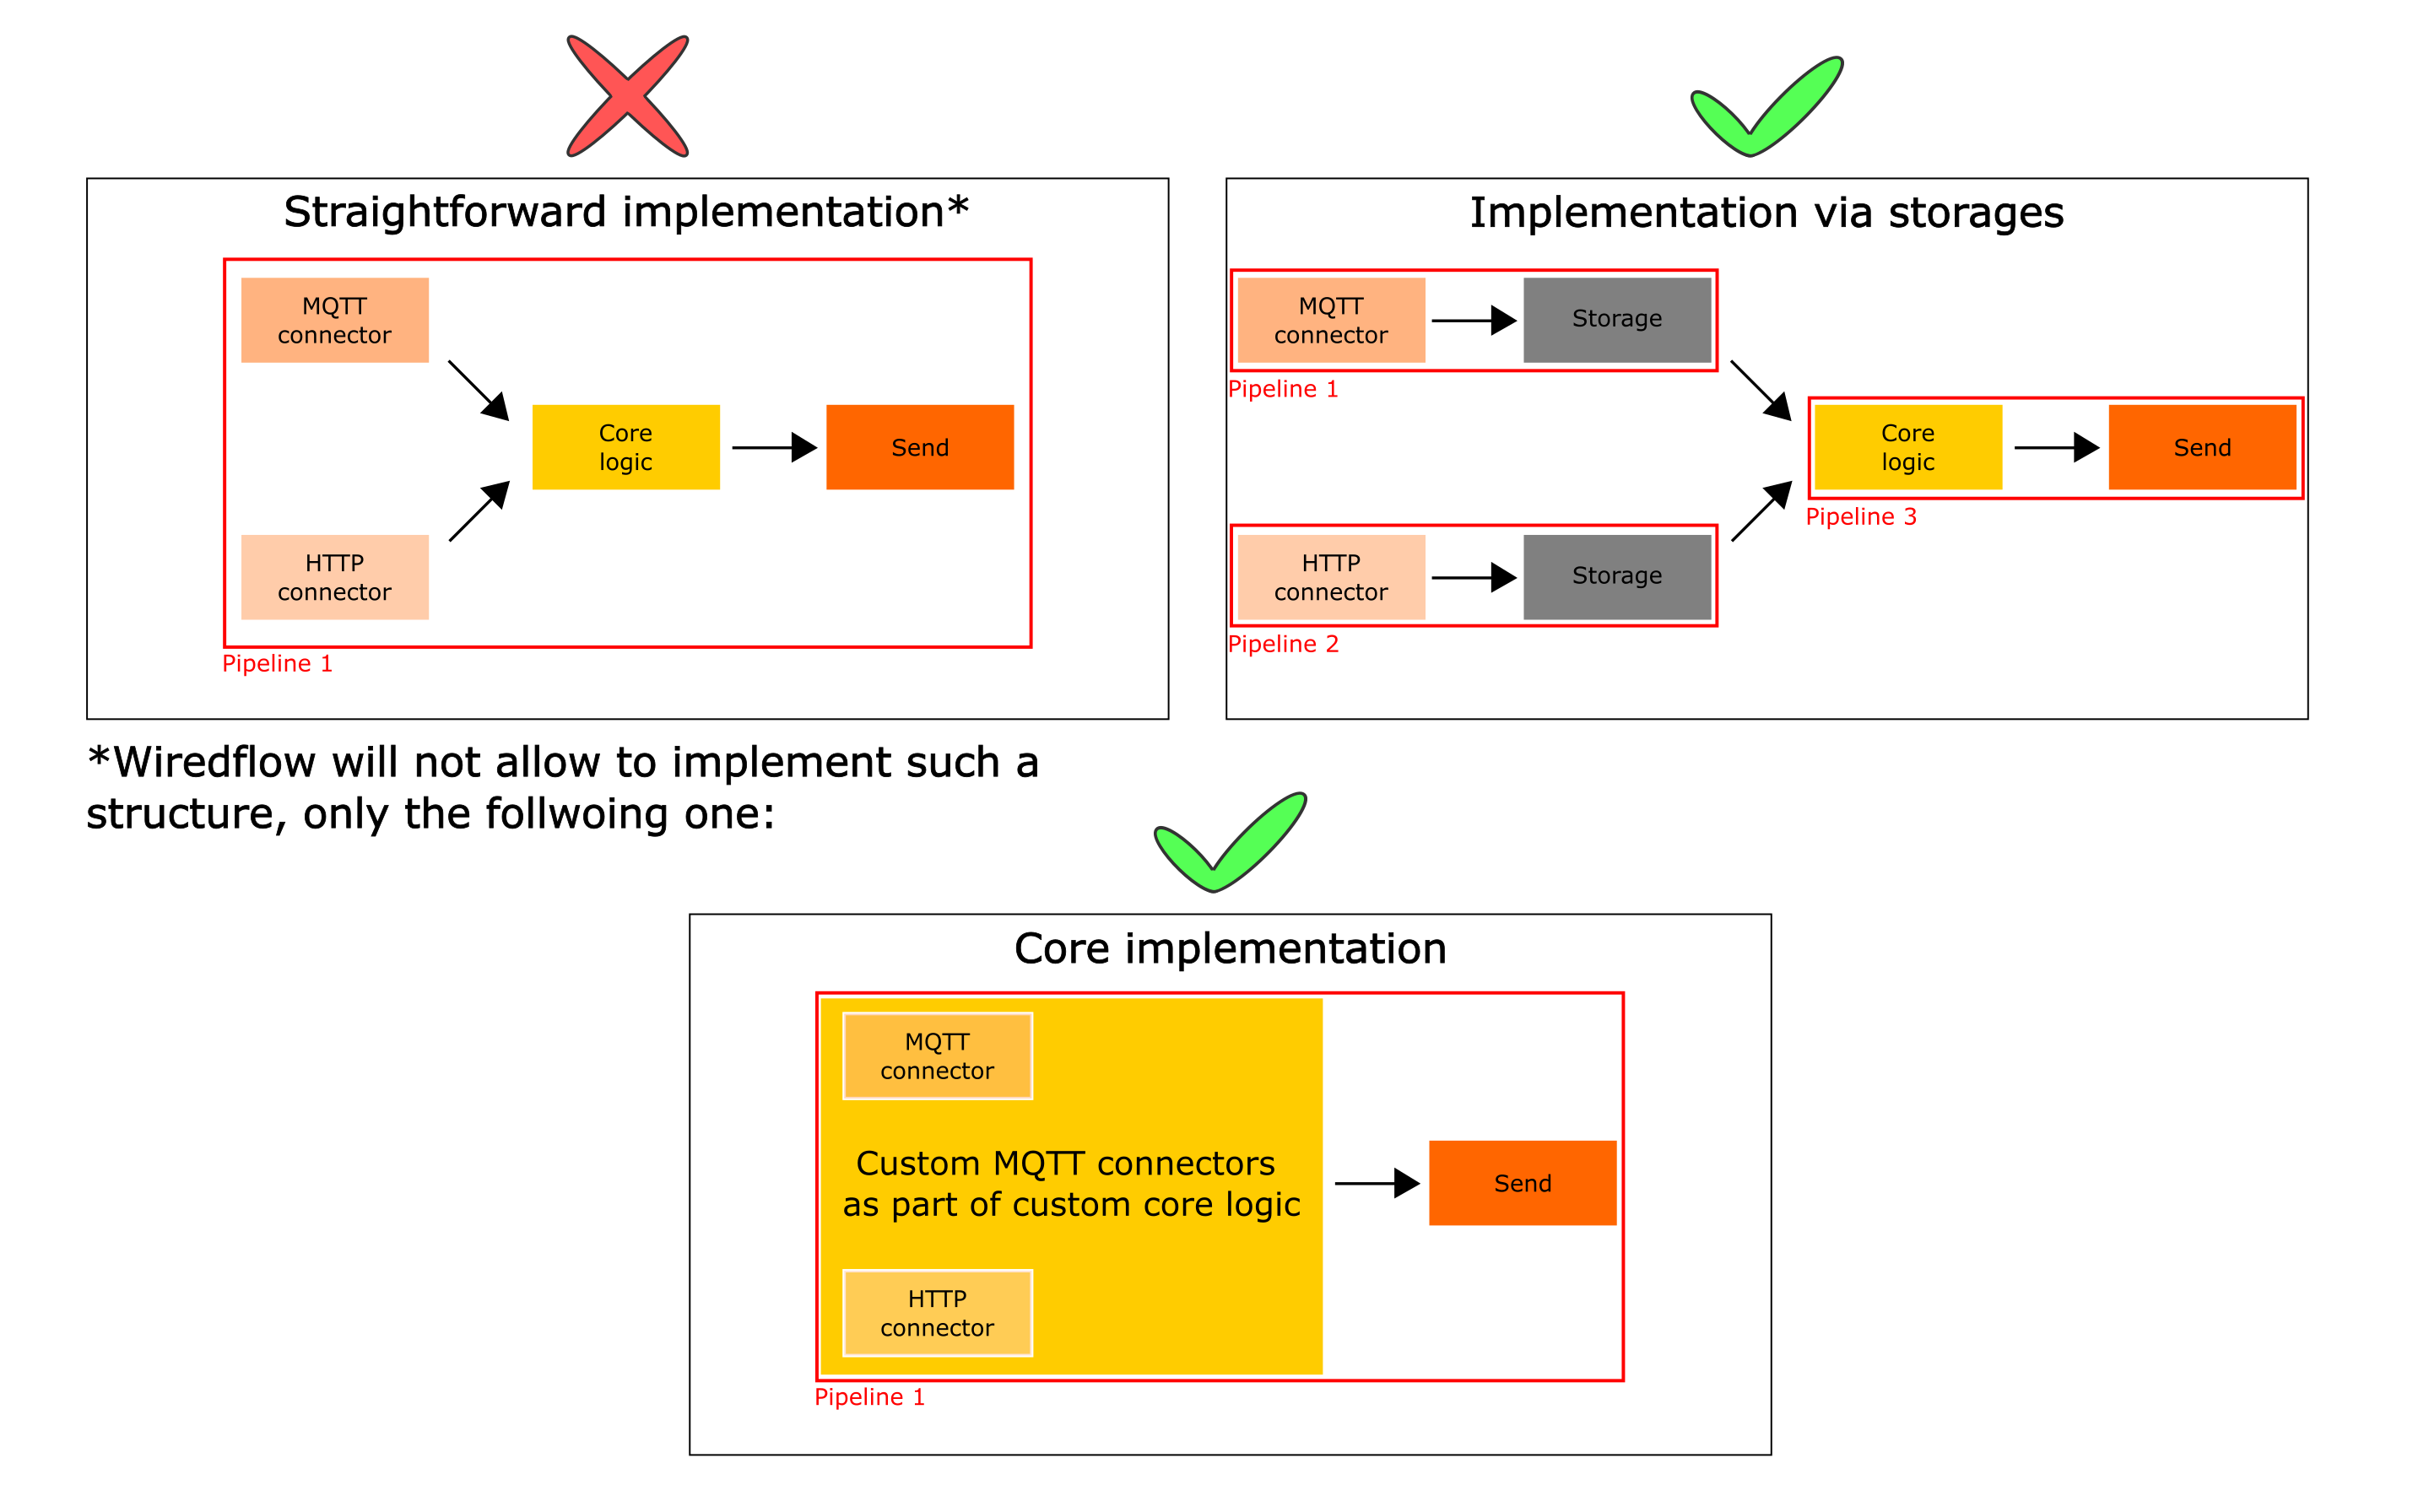 Straightforward implementation*
MQTT
connector
Core
logic
Send
HTTP
connector
Pipeline 1
Implementation via storages
MQTT
connector
Storage
Pipeline 1
Core
logic
Send
Pipeline 3
HTTP
connector
Storage
Pipeline 2
*Wiredflow will not allow to implement such a
structure, only the follwoing one:
Core implementation
MQTT
connector
Custom MQTT connectors
as part of custom core logic
Send
HTTP
connector
Pipeline 1